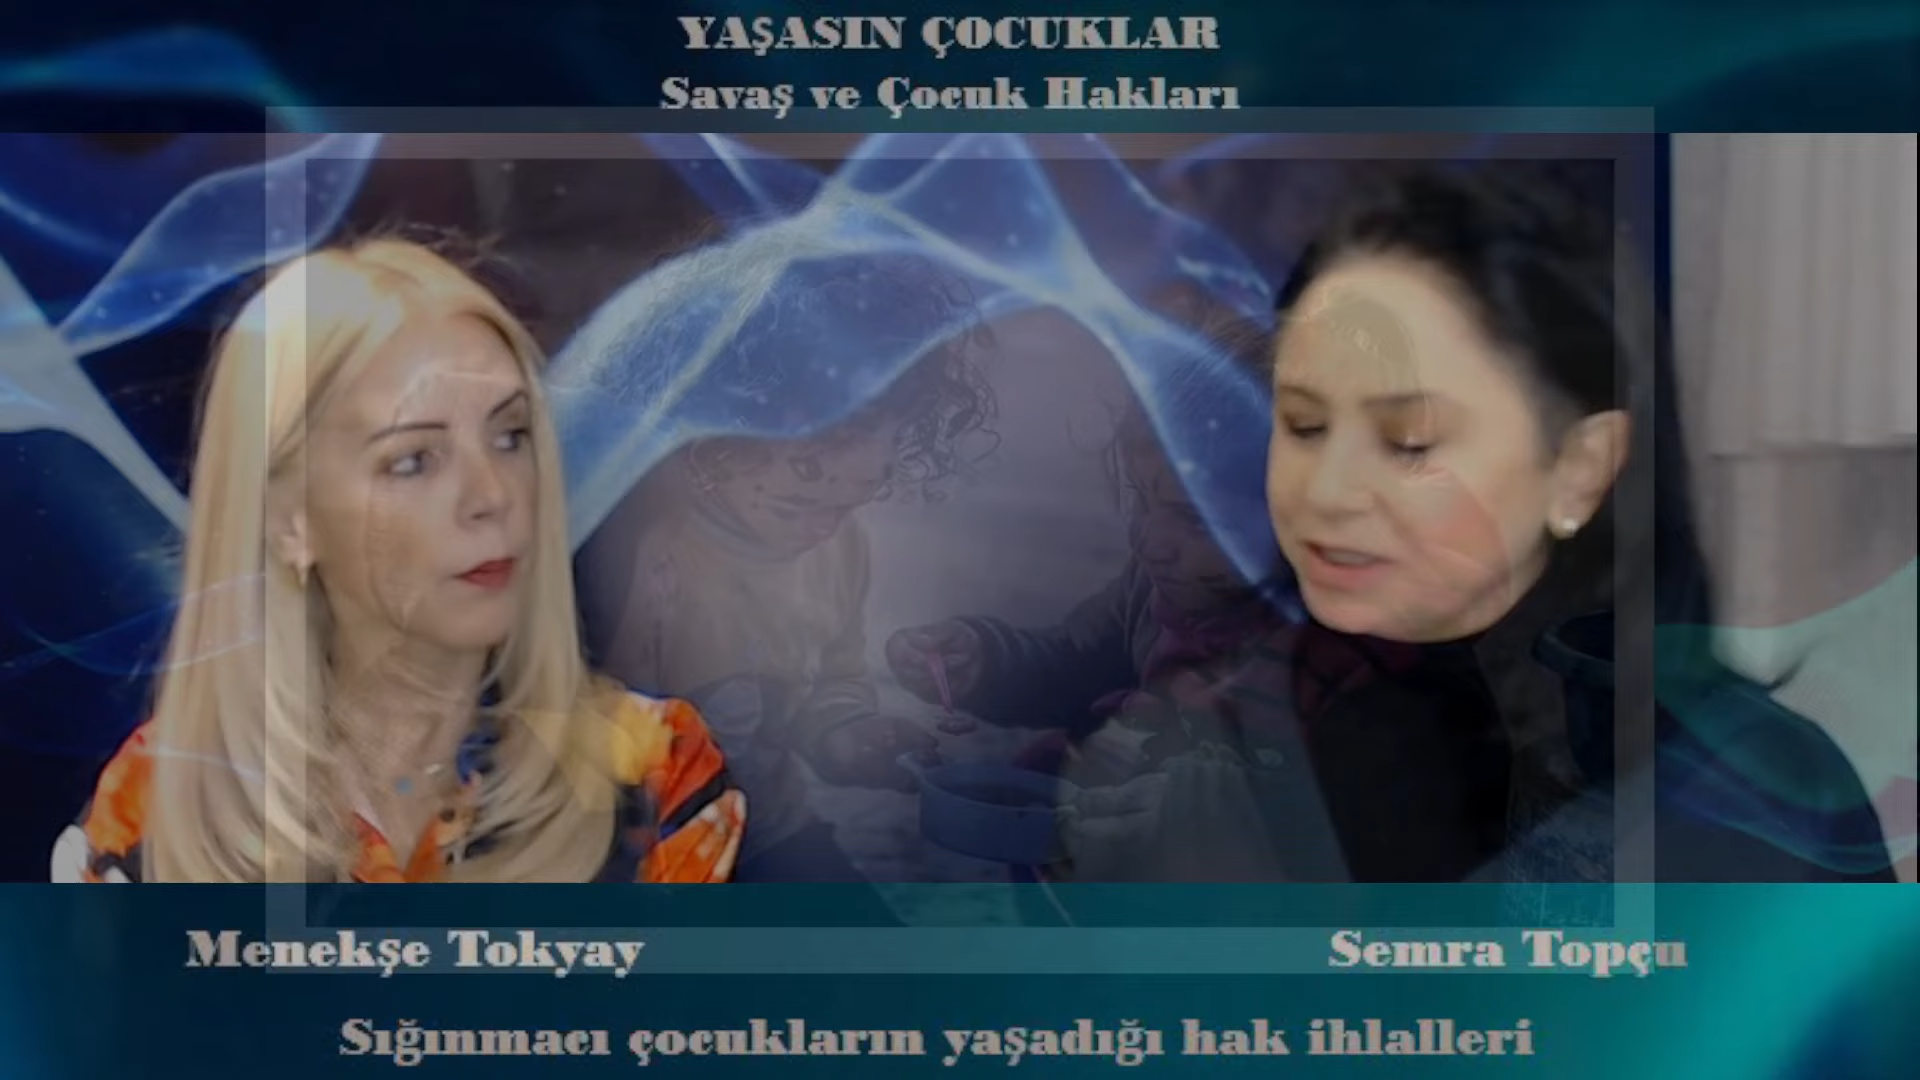 YAŞASIN ÇOCUKLAR
Savaş ve Çocuk Hakları
Menekşe Tokyay
Semra Topçu
Sığınmacı çocukların yaşadığı hak ihlalleri